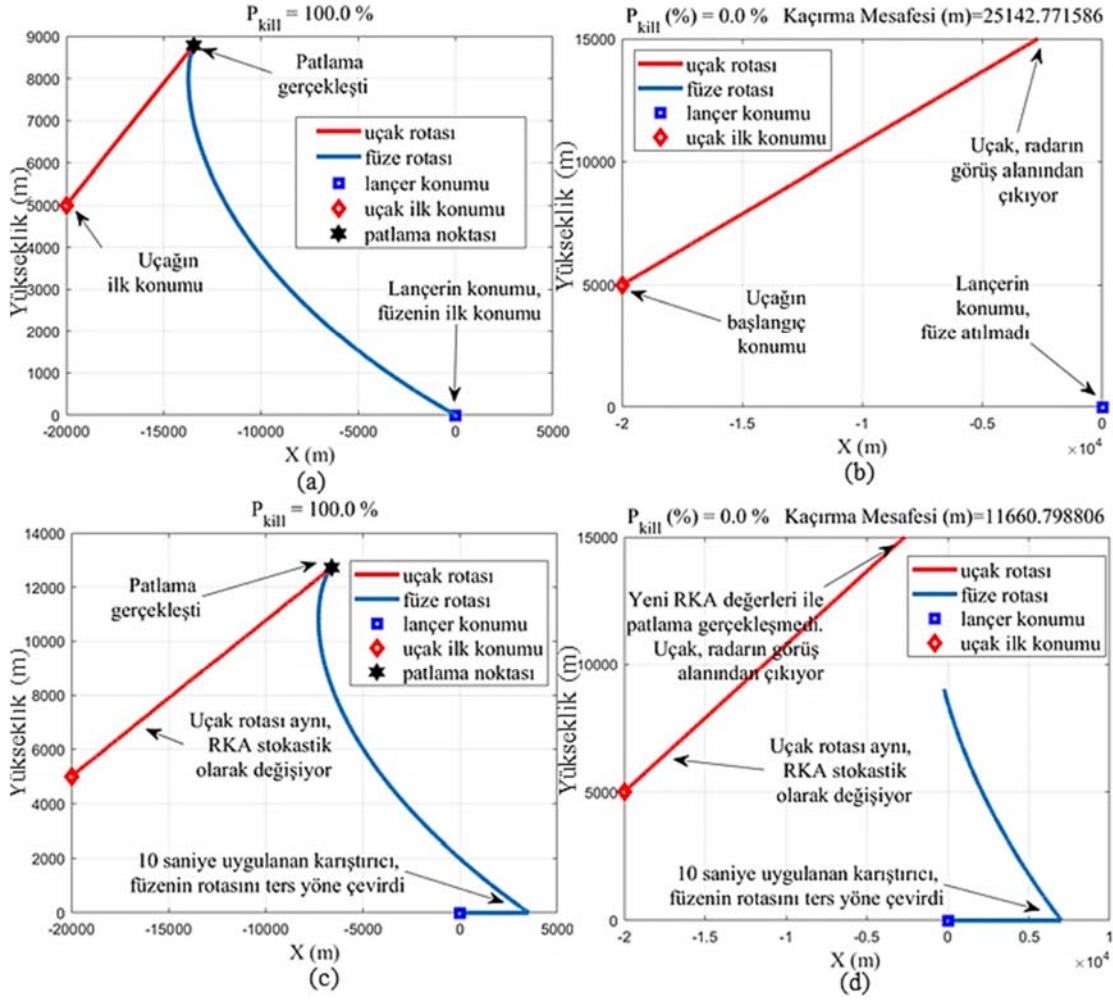 P_kill = 100.0 %
9000
8000
7000
6000
5000
4000
3000
2000
1000
0
Yükseklik (m)
Patlama
gerçekleşti
uçak rotası
füze rotası
lançer konumu
uçak ilk konumu
patlama noktası
Uçağın
ilk konumu
Lançerin konumu,
füzenin ilk konumu
-20000 -15000 -10000 -5000 0 5000
X (m)
(a)
P_kill (%) = 0.0 % Kaçırma Mesafesi (m)=25142.771586
15000
10000
5000
0
Yükseklik (m)
uçak rotası
füze rotası
lançer konumu
uçak ilk konumu
Uçak, radarın
görüş alanından
çıkıyor
Uçağın
başlangıç
konumu
Lançerin
konumu,
füze atılmadı
-2 -1.5 -1 -0.5 0
×10^4
X (m)
(b)
P_kill = 100.0 %
14000
12000
10000
8000
6000
4000
2000
0
Yükseklik (m)
Patlama
gerçekleşti
uçak rotası
füze rotası
lançer konumu
uçak ilk konumu
patlama noktası
Uçak rotası aynı,
RKA stokastik
olarak değişiyor
10 saniye uygulanan karıştırıcı,
füzenin rotasını ters yöne çevirdi
-20000 -15000 -10000 -5000 0 5000
X (m)
(c)
P_kill (%) = 0.0 % Kaçırma Mesafesi (m)=11660.798806
15000
10000
5000
0
Yükseklik (m)
uçak rotası
füze rotası
lançer konumu
uçak ilk konumu
Yeni RKA değerleri ile
patlama gerçekleşmedi.
Uçak, radarın görüş
alanından çıkıyor
Uçak rotası aynı,
RKA stokastik
olarak değişiyor
10 saniye uygulanan karıştırıcı,
füzenin rotasını ters yöne çevirdi
-2 -1.5 -1 -0.5 0 0.5 1
×10^4
X (m)
(d)